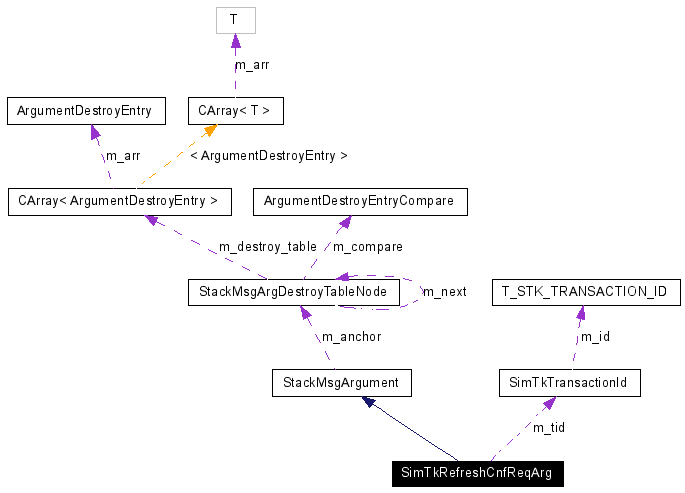 T
m_arr
ArgumentDestroyEntry
CArray< T >
m_arr
< ArgumentDestroyEntry >
CArray< ArgumentDestroyEntry >
ArgumentDestroyEntryCompare
m_destroy_table
m_compare
StackMsgArgDestroyTableNode
m_next
T_STK_TRANSACTION_ID
m_anchor
m_id
StackMsgArgument
SimTkTransactionId
m_tid
SimTkRefreshCnfReqArg